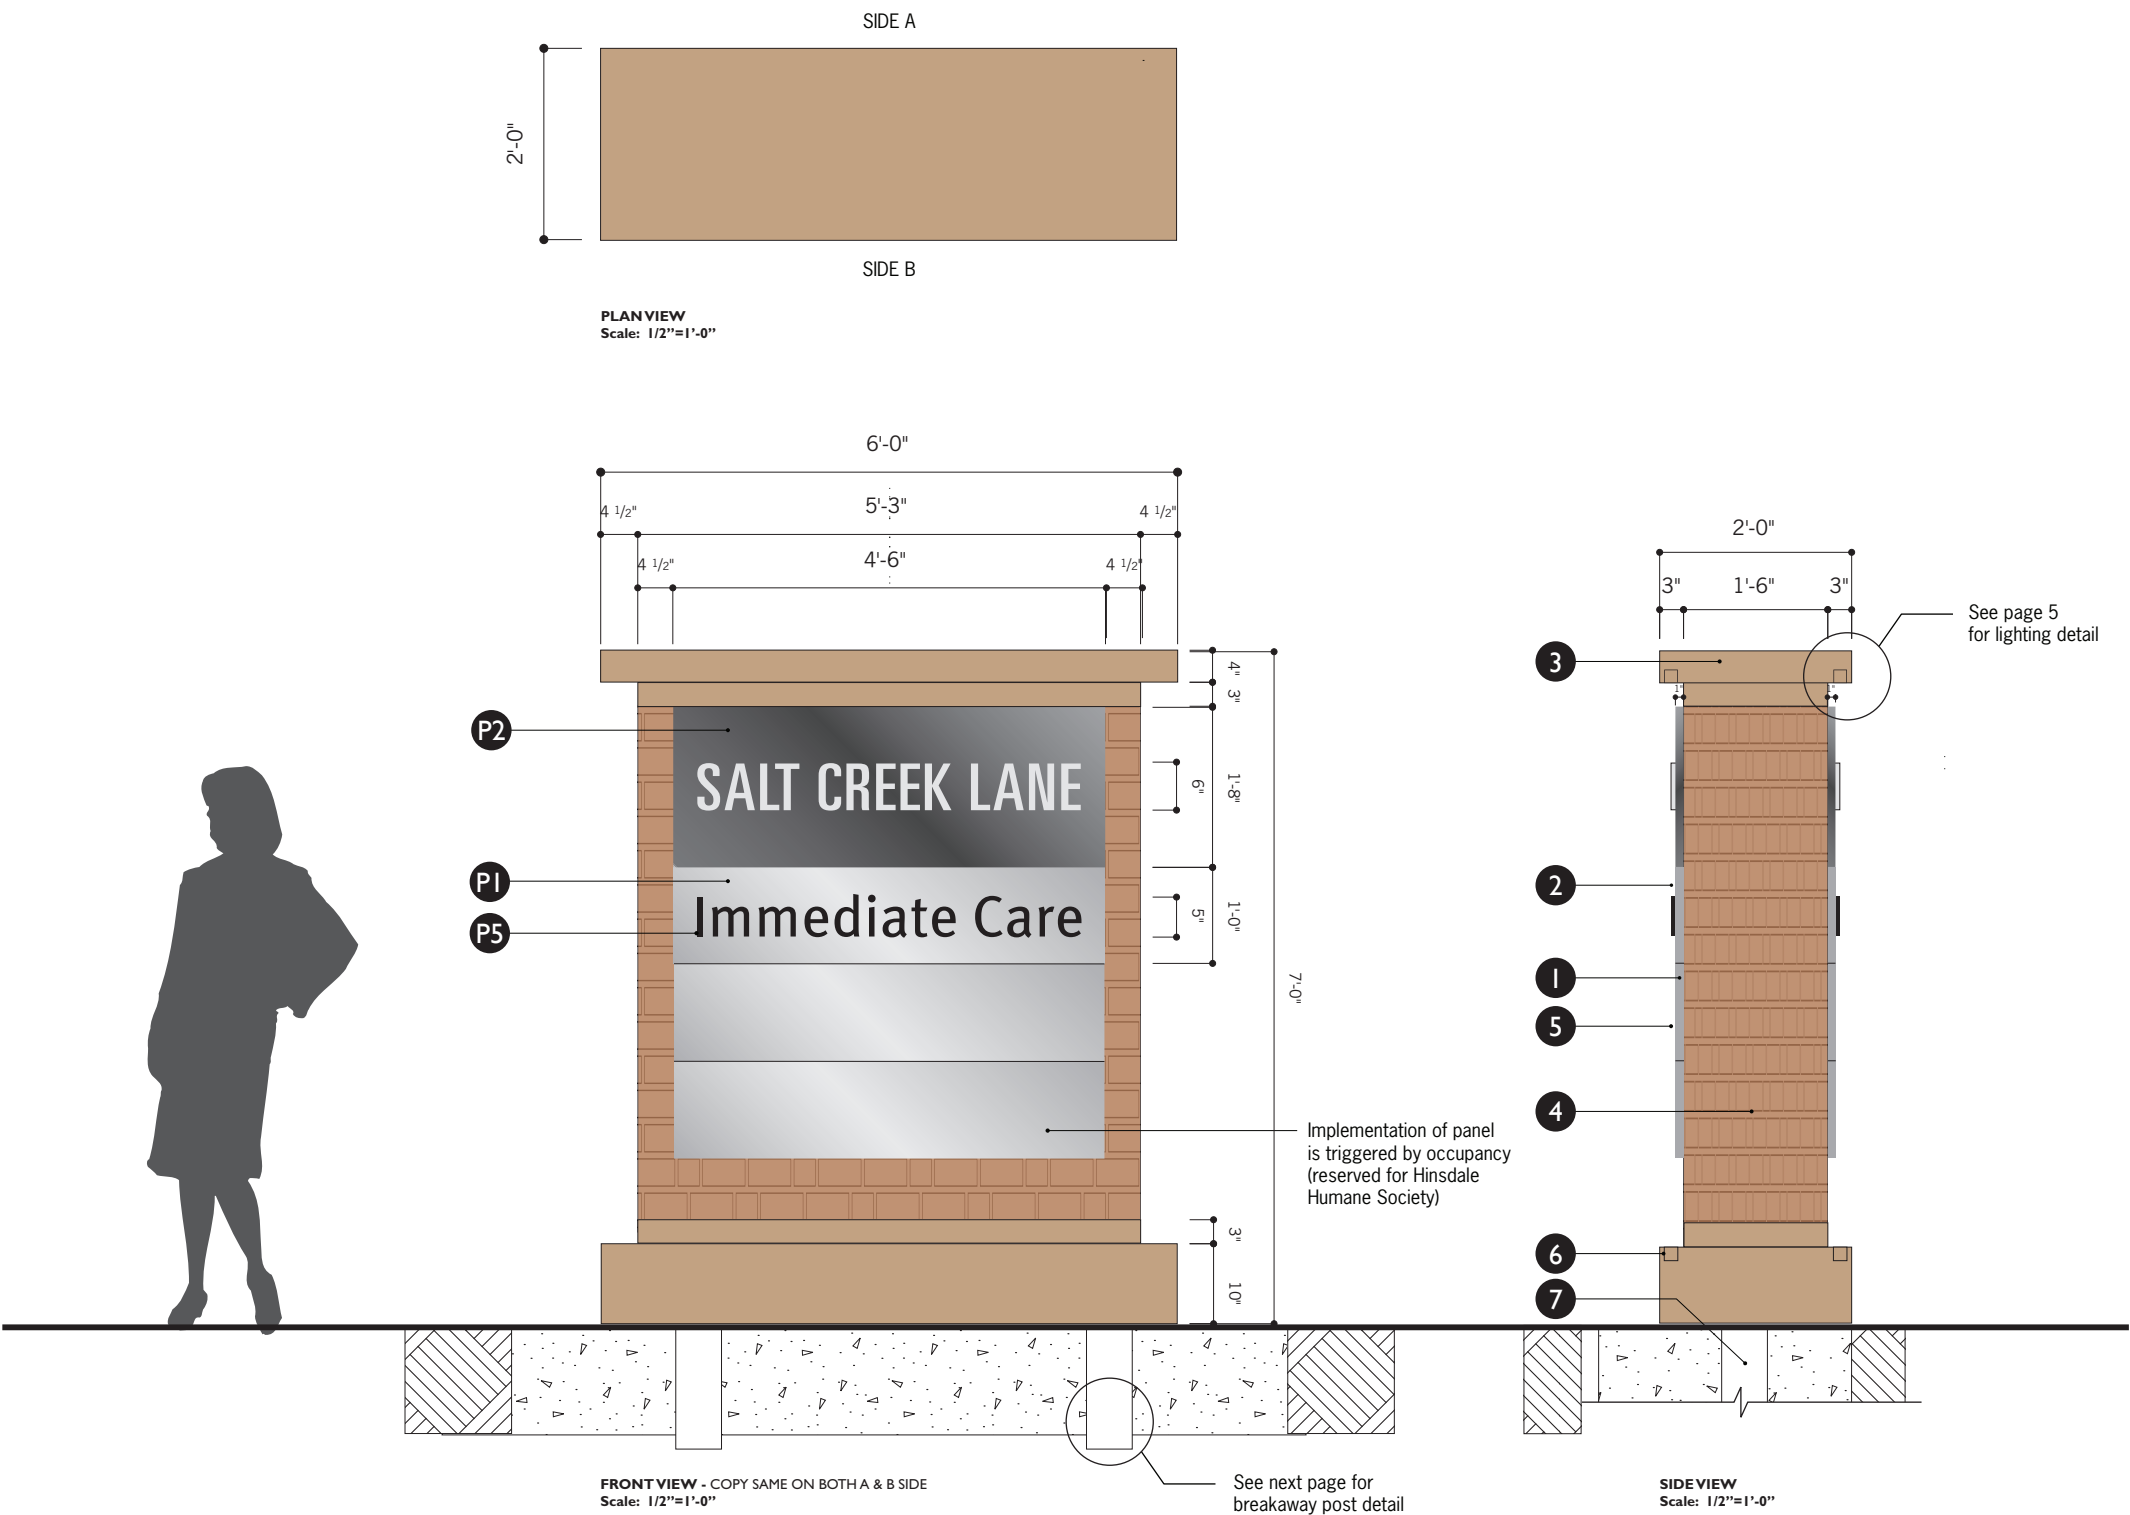 SIDE A
2'-0"
SIDE B
PLAN VIEW
Scale: 1/2”=1’-0”
6'-0"
4 1/2"
5'-3"
4 1/2"
4 1/2"
4'-6"
4 1/2"
4"
3"
P2
SALT CREEK LANE
6"
1'-8"
P1
Immediate Care
P5
5"
1'-0"
7'-0"
Implementation of panel
is triggered by occupancy
(reserved for Hinsdale
Humane Society)
3"
10"
FRONT VIEW - COPY SAME ON BOTH A & B SIDE
Scale: 1/2”=1’-0”
See next page for
breakaway post detail
2'-0"
3"
1'-6"
3"
See page 5
for lighting detail
3
1"
1"
2
1
5
4
6
7
SIDE VIEW
Scale: 1/2”=1’-0”